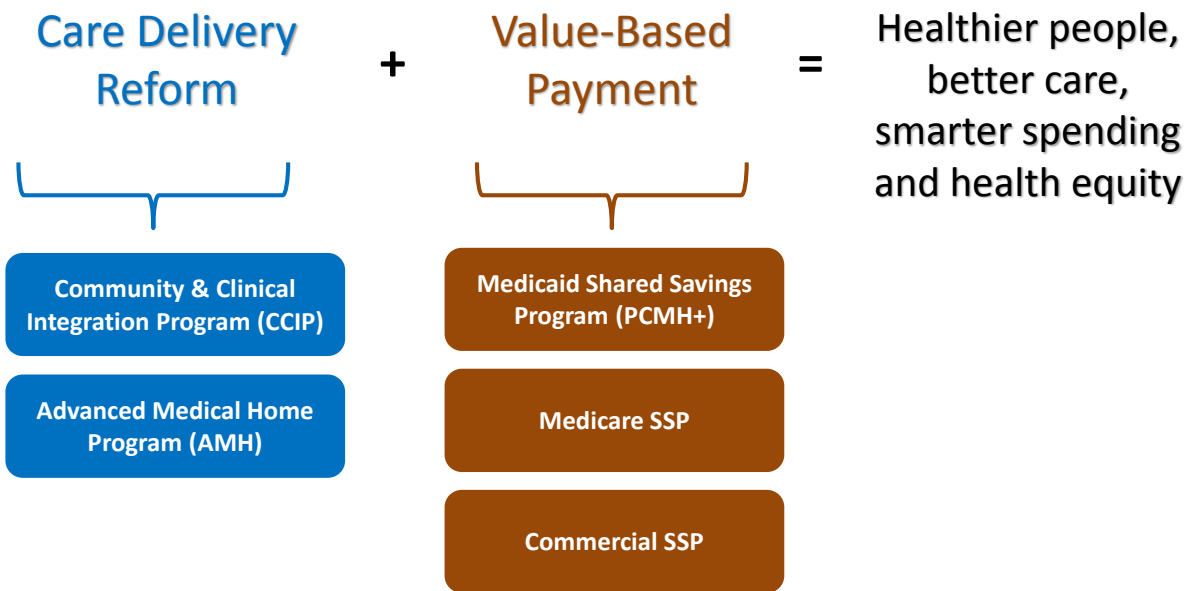 Care Delivery
Reform
+
Value-Based
Payment
=
Healthier people,
better care,
smarter spending
and health equity
Community & Clinical
Integration Program (CCIP)
Advanced Medical Home
Program (AMH)
Medicaid Shared Savings
Program (PCMH+)
Medicare SSP
Commercial SSP